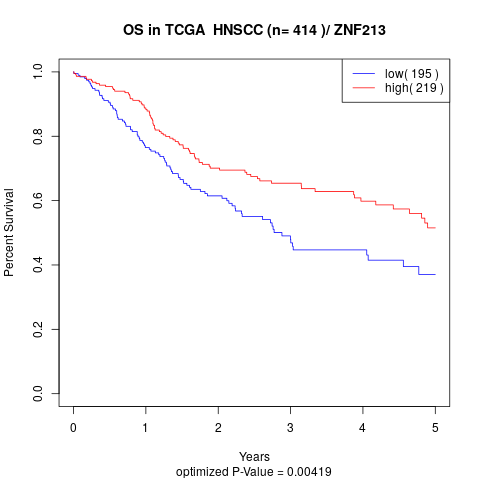 OS in TCGA  HNSCC (n= 414 )/ ZNF213
low( 195 )
high( 219 )
Percent Survival
1.0
0.8
0.6
0.4
0.2
0.0
0 1 2 3 4 5
Years
optimized P-Value = 0.00419